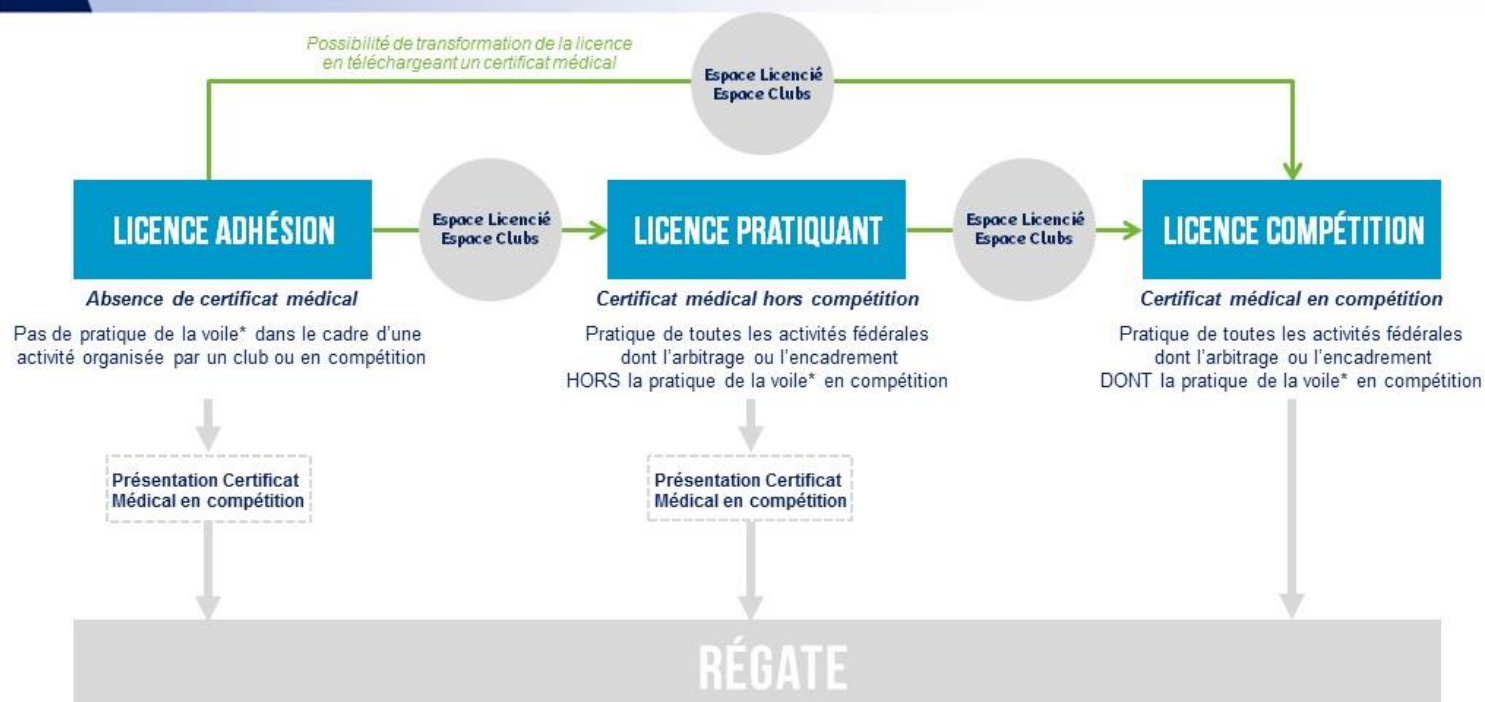 Possibilité de transformation de la licence
en téléchargeant un certificat médical
Espace Licencié
Espace Clubs
LICENCE ADHÉSION
Espace Licencié
Espace Clubs
LICENCE PRATIQUANT
Espace Licencié
Espace Clubs
LICENCE COMPÉTITION
Absence de certificat médical
Pas de pratique de la voile* dans le cadre d'une
activité organisée par un club ou en compétition
Certificat médical hors compétition
Pratique de toutes les activités fédérales
dont l'arbitrage ou l'encadrement
HORS la pratique de la voile* en compétition
Certificat médical en compétition
Pratique de toutes les activités fédérales
dont l'arbitrage ou l'encadrement
DONT la pratique de la voile* en compétition
Présentation Certificat
Médical en compétition
Présentation Certificat
Médical en compétition
RÉGATE